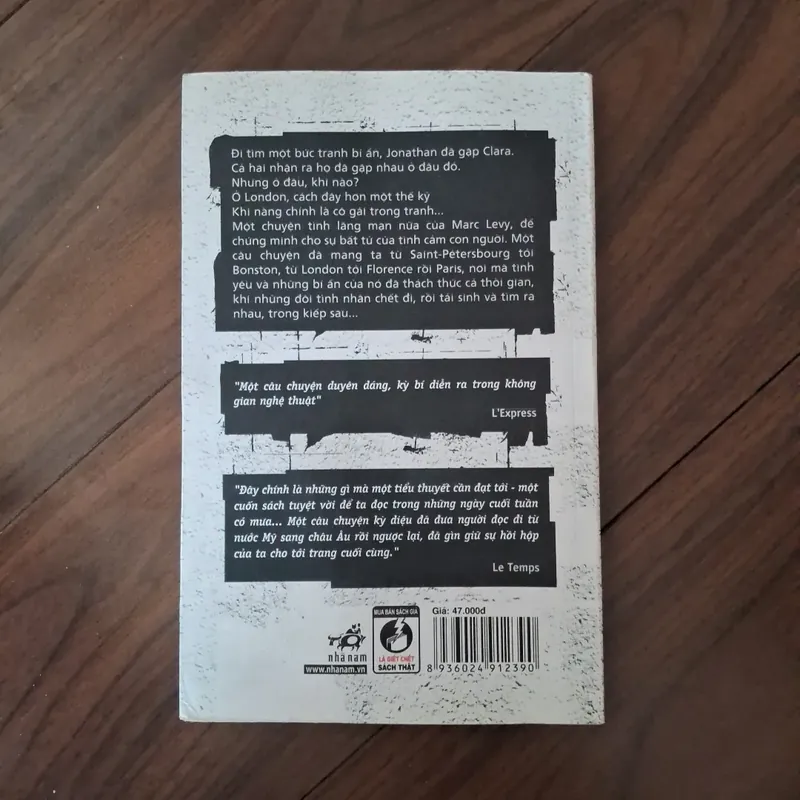 Đi tìm một bức tranh bí ẩn, Jonathan đã gặp Clara.
Cả hai nhận ra họ đã gặp nhau ở đâu đó.
Nhưng ở đâu, khi nào?
Ở London, cách đây hơn một thế kỷ
Khi nàng chính là cô gái trong tranh...
Một chuyện tình lãng mạn nữa của Marc Levy, để
chứng minh cho sự bất tử của tình cảm con người. Một
câu chuyện đã mang ta từ Saint-Petersbourg tới
Bonston, từ London tới Florence rồi Paris, nơi mà tình
yêu và những bí ẩn của nó đã thách thức cả thời gian,
khi những đôi tình nhân chết đi, rồi tái sinh và tìm ra
nhau, trong kiếp sau...
"Một câu chuyện duyên dáng, kỳ bí diễn ra trong không
gian nghệ thuật"
L'Express
"Đây chính là những gì mà một tiểu thuyết cần đạt tới - một
cuốn sách tuyệt vời để ta đọc trong những ngày cuối tuần
có mưa... Một câu chuyện kỳ diệu đã đưa người đọc đi từ
nước Mỹ sang châu Âu rồi ngược lại, đã gìn giữ sự hồi hộp
của ta cho tới trang cuối cùng."
Le Temps
nhã nam
www.nhanam.vn
MUA BÁN SÁCH GIẢ
LÀ GIẾT CHẾT
SÁCH THẬT
Giá: 47.000đ
8 936024 912390